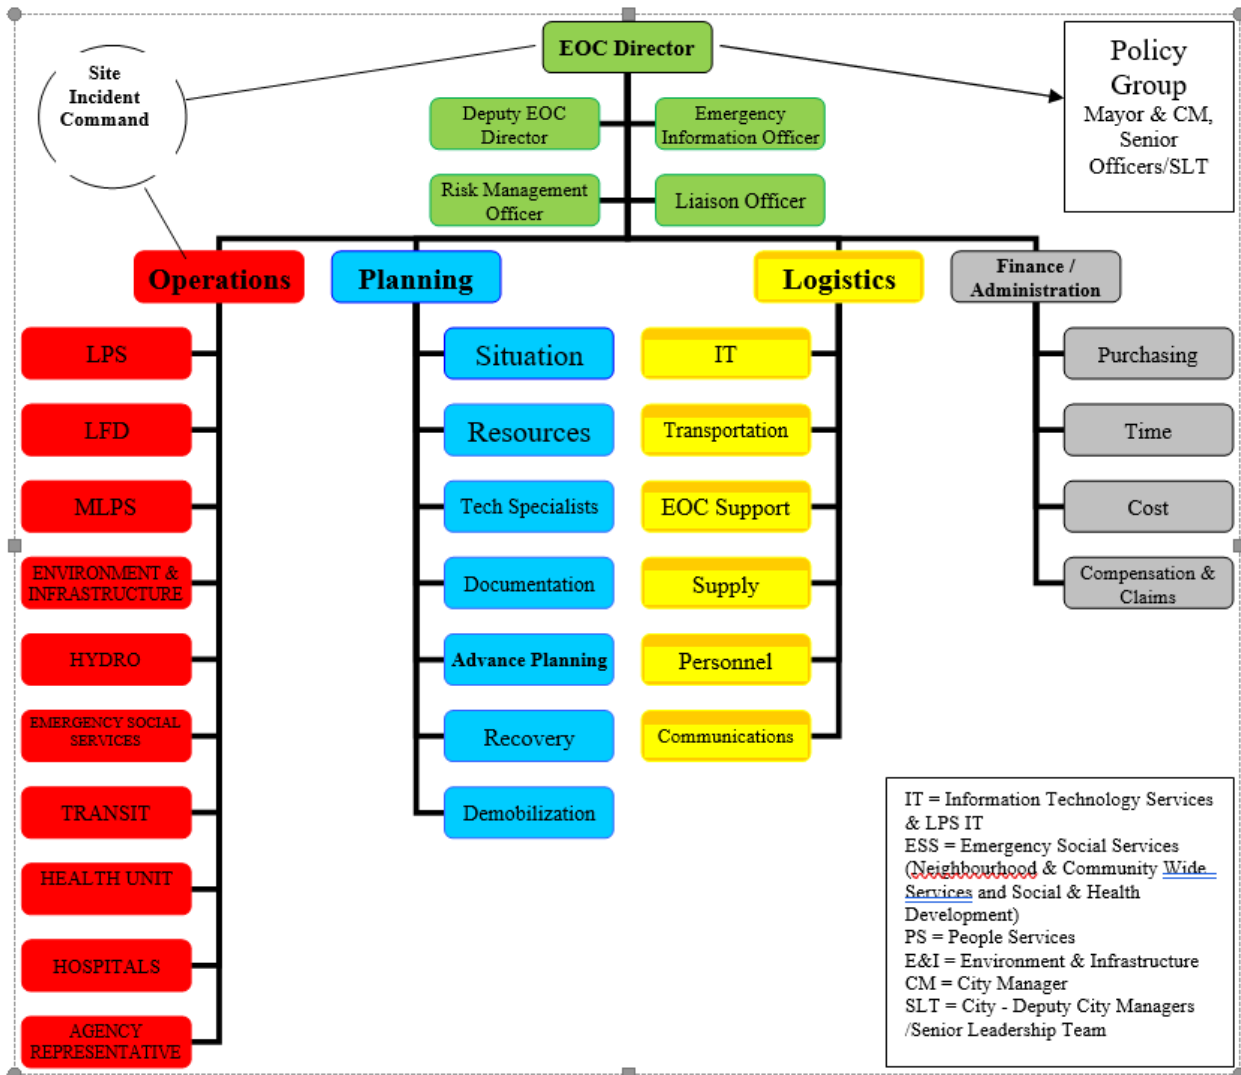 EOC Director
Site
Incident
Command
Policy
Group
Mayor & CM,
Senior
Officers/SLT
Deputy EOC
Director
Emergency
Information Officer
Risk Management
Officer
Liaison Officer
Operations
Planning
Logistics
Finance /
Administration
LPS
LFD
MLPS
ENVIRONMENT &
INFRASTRUCTURE
HYDRO
EMERGENCY SOCIAL
SERVICES
TRANSIT
HEALTH UNIT
HOSPITALS
AGENCY
REPRESENTATIVE
Situation
Resources
Tech Specialists
Documentation
Advance Planning
Recovery
Demobilization
IT
Transportation
EOC Support
Supply
Personnel
Communications
Purchasing
Time
Cost
Compensation &
Claims
IT = Information Technology Services
& LPS IT
ESS = Emergency Social Services
(Neighbourhood & Community Wide
Services and Social & Health
Development)
PS = People Services
E&I = Environment & Infrastructure
CM = City Manager
SLT = City - Deputy City Managers
/Senior Leadership Team